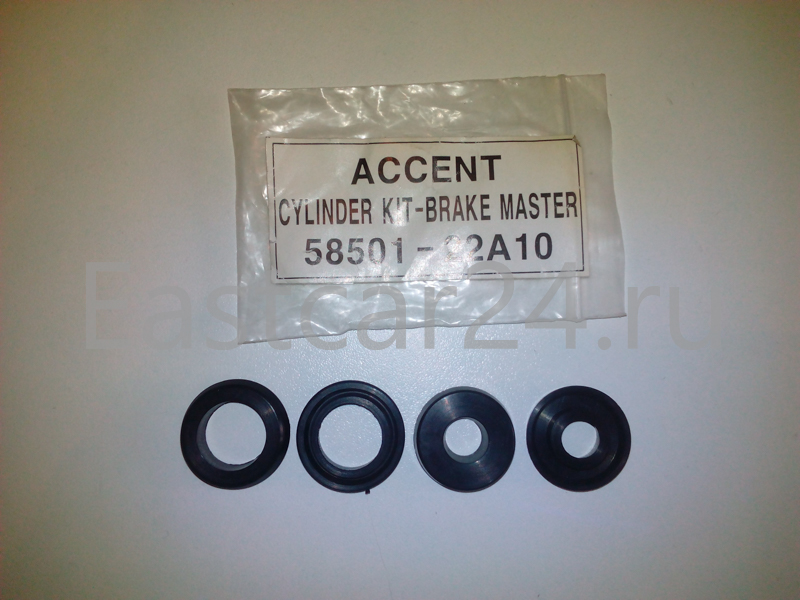 ACCENT
CYLINDER KIT-BRAKE MASTER
58501-22A10
Eastcar24.ru